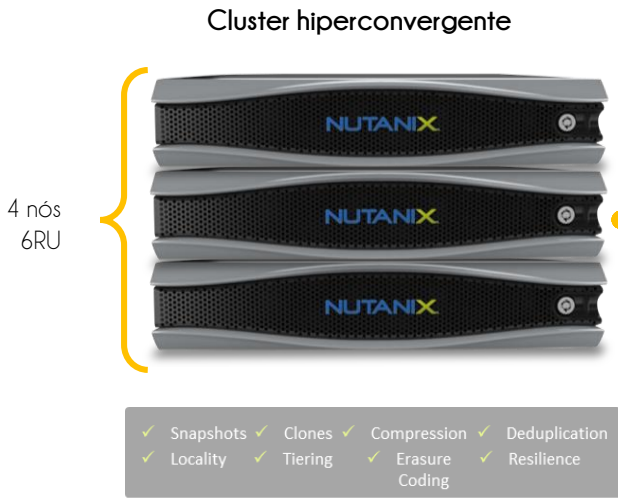 Cluster hiperconvergente
NUTANIX
4 nós
6RU
NUTANIX
NUTANIX
✓ Snapshots ✓ Clones ✓ Compression ✓ Deduplication
✓ Locality ✓ Tiering ✓ Erasure Coding ✓ Resilience